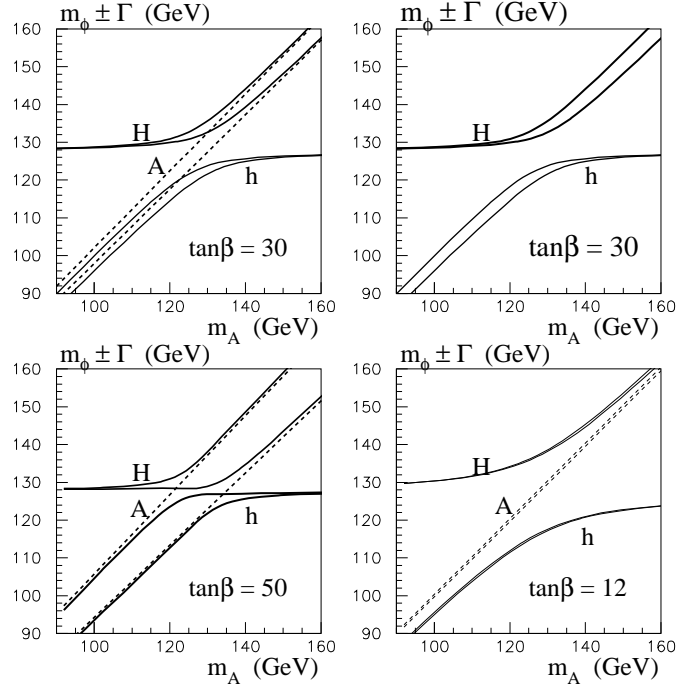 m_ϕ ± Γ (GeV)
160
150
140
130
120
110
100
90
H
A
h
tanβ = 30
100 120 140 160
m_A (GeV)
m_ϕ ± Γ (GeV)
160
150
140
130
120
110
100
90
H
h
tanβ = 30
100 120 140 160
m_A (GeV)
m_ϕ ± Γ (GeV)
160
150
140
130
120
110
100
90
H
A
h
tanβ = 50
100 120 140 160
m_A (GeV)
m_ϕ ± Γ (GeV)
160
150
140
130
120
110
100
90
H
A
h
tanβ = 12
100 120 140 160
m_A (GeV)